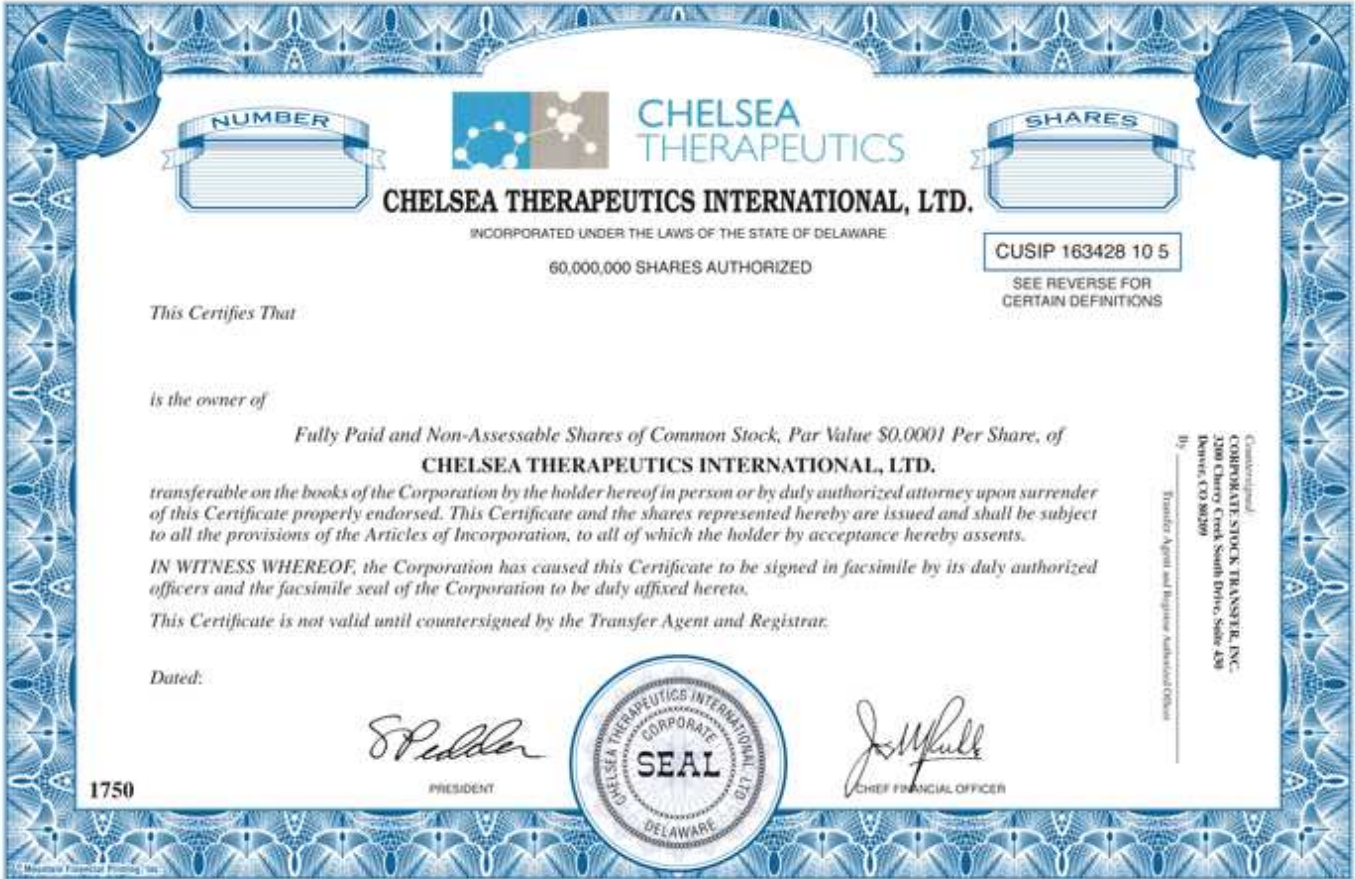 NUMBER
CHELSEA
THERAPEUTICS
SHARES
CHELSEA THERAPEUTICS INTERNATIONAL, LTD.
INCORPORATED UNDER THE LAWS OF THE STATE OF DELAWARE
60,000,000 SHARES AUTHORIZED
CUSIP 163428 10 5
SEE REVERSE FOR
CERTAIN DEFINITIONS
This Certifies That
is the owner of
Fully Paid and Non-Assessable Shares of Common Stock, Par Value $0.0001 Per Share, of
CHELSEA THERAPEUTICS INTERNATIONAL, LTD.
transferable on the books of the Corporation by the holder hereof in person or by duly authorized attorney upon surrender
of this Certificate properly endorsed. This Certificate and the shares represented hereby are issued and shall be subject
to all the provisions of the Articles of Incorporation, to all of which the holder by acceptance hereby assents.
IN WITNESS WHEREOF, the Corporation has caused this Certificate to be signed in facsimile by its duly authorized
officers and the facsimile seal of the Corporation to be duly affixed hereto.
This Certificate is not valid until countersigned by the Transfer Agent and Registrar.
Dated:
Countersigned:
CORPORATE STOCK TRANSFER, INC.
3200 Cherry Creek South Drive, Suite 430
Denver, CO 80209
By
Transfer Agent and Registrar Authorized Officer
S Pedder
PRESIDENT
CHELSEA THERAPEUTICS INTERNATIONAL, LTD.
CORPORATE
SEAL
DELAWARE
CHIEF FINANCIAL OFFICER
1750
Mountain Financial Printing, Inc.